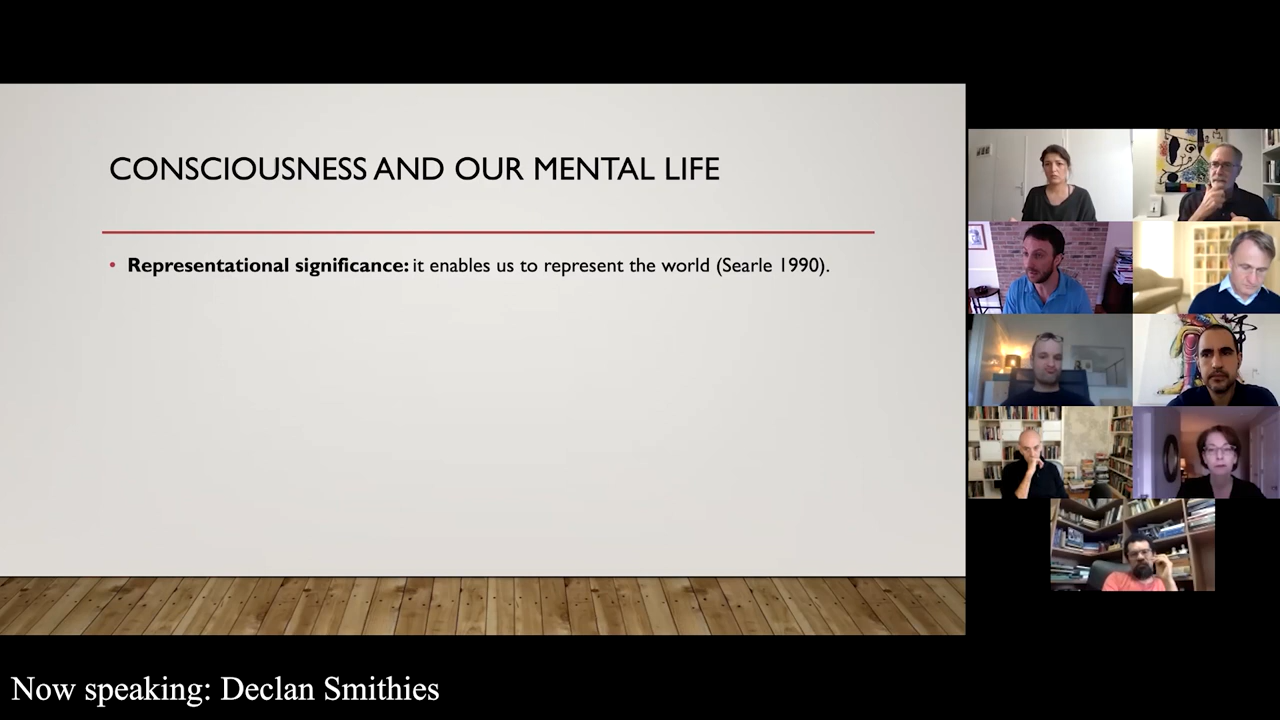 CONSCIOUSNESS AND OUR MENTAL LIFE
• Representational significance: it enables us to represent the world (Searle 1990).
Now speaking: Declan Smithies